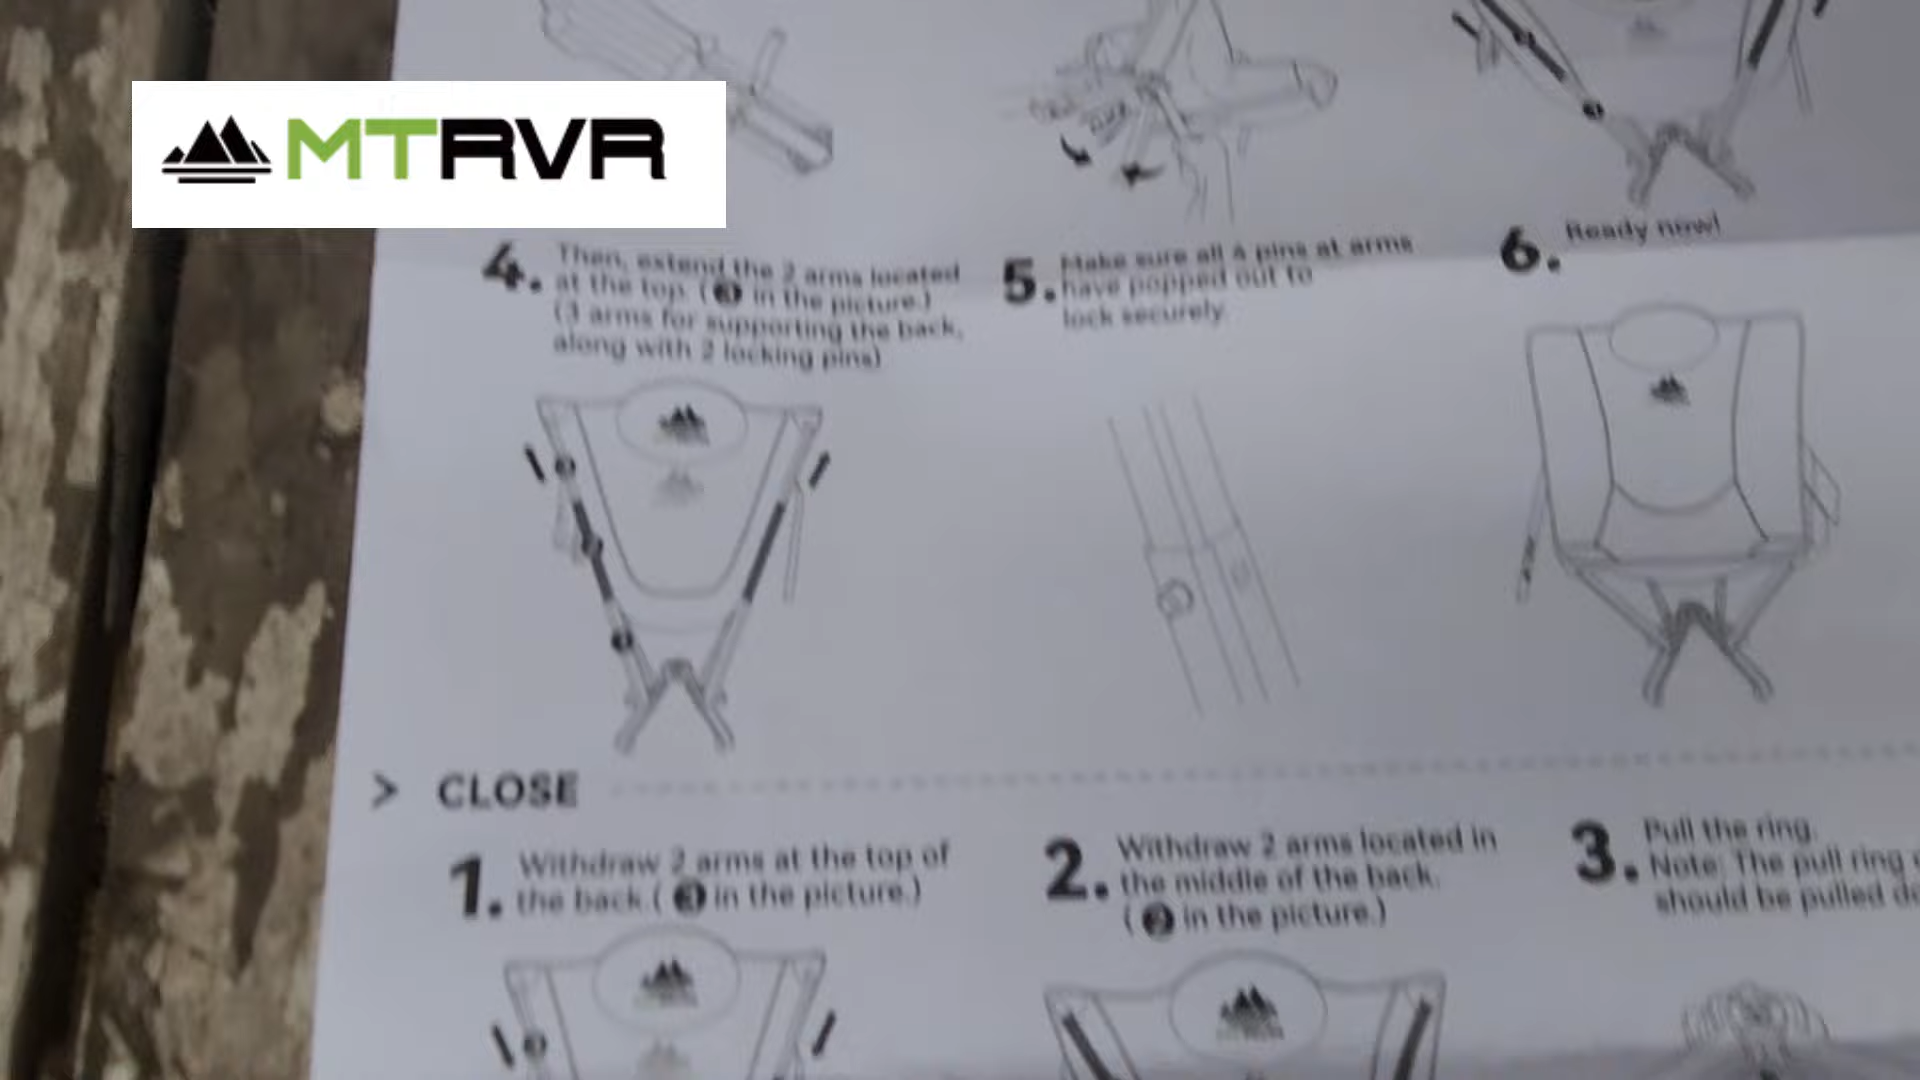 MTRVR
4. Then, extend the 2 arms located
at the top. (3 in the picture.)
(3 arms for supporting the back,
along with 2 locking pins)
5. Make sure all 4 pins at arms
have popped out to
lock securely.
6. Ready now!
> CLOSE
1. Withdraw 2 arms at the top of
the back.(3 in the picture.)
2. Withdraw 2 arms located in
the middle of the back.
(2 in the picture.)
3. Pull the ring.
Note: The pull ring
should be pulled